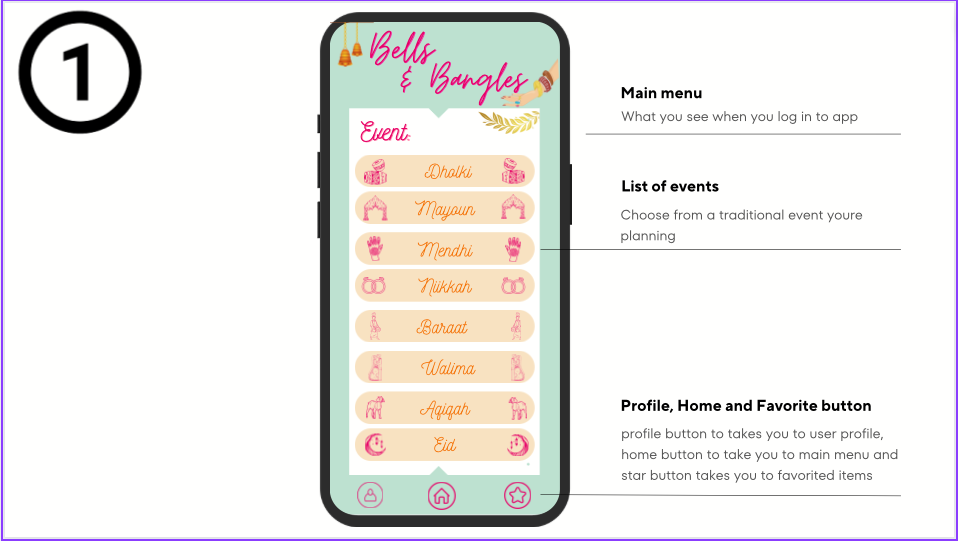 1
Bells
& Bangles
Event
Dholki
Mayoun
Mendhi
Nikkah
Baraat
Walima
Aqiqah
Eid
Main menu
What you see when you log in to app
List of events
Choose from a traditional event youre
planning
Profile, Home and Favorite button
profile button to takes you to user profile,
home button to take you to main menu and
star button takes you to favorited items